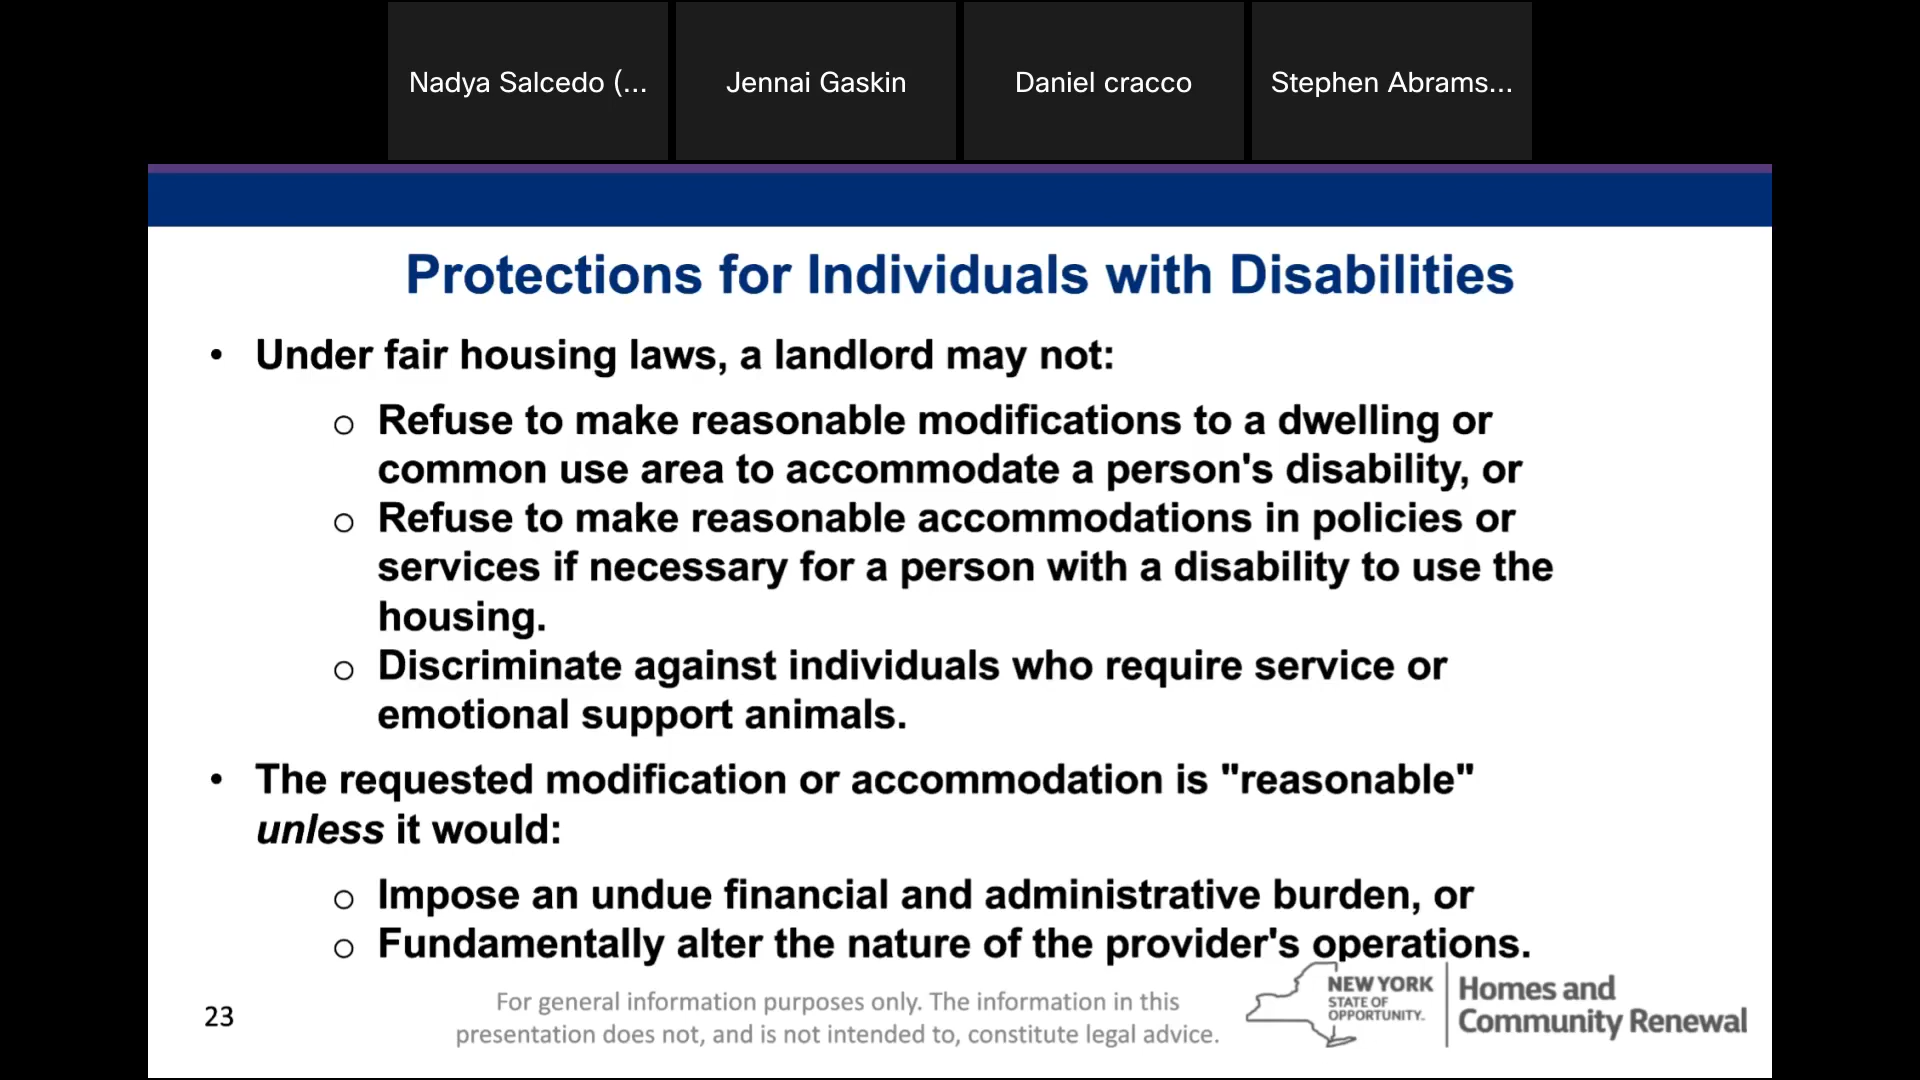 Nadya Salcedo (...
Jennai Gaskin
Daniel cracco
Stephen Abrams...
Protections for Individuals with Disabilities
• Under fair housing laws, a landlord may not:
o Refuse to make reasonable modifications to a dwelling or
common use area to accommodate a person's disability, or
o Refuse to make reasonable accommodations in policies or
services if necessary for a person with a disability to use the
housing.
o Discriminate against individuals who require service or
emotional support animals.
• The requested modification or accommodation is "reasonable"
unless it would:
o Impose an undue financial and administrative burden, or
o Fundamentally alter the nature of the provider's operations.
23
For general information purposes only. The information in this
presentation does not, and is not intended to, constitute legal advice.
NEW YORK
STATE OF
OPPORTUNITY.
Homes and
Community Renewal